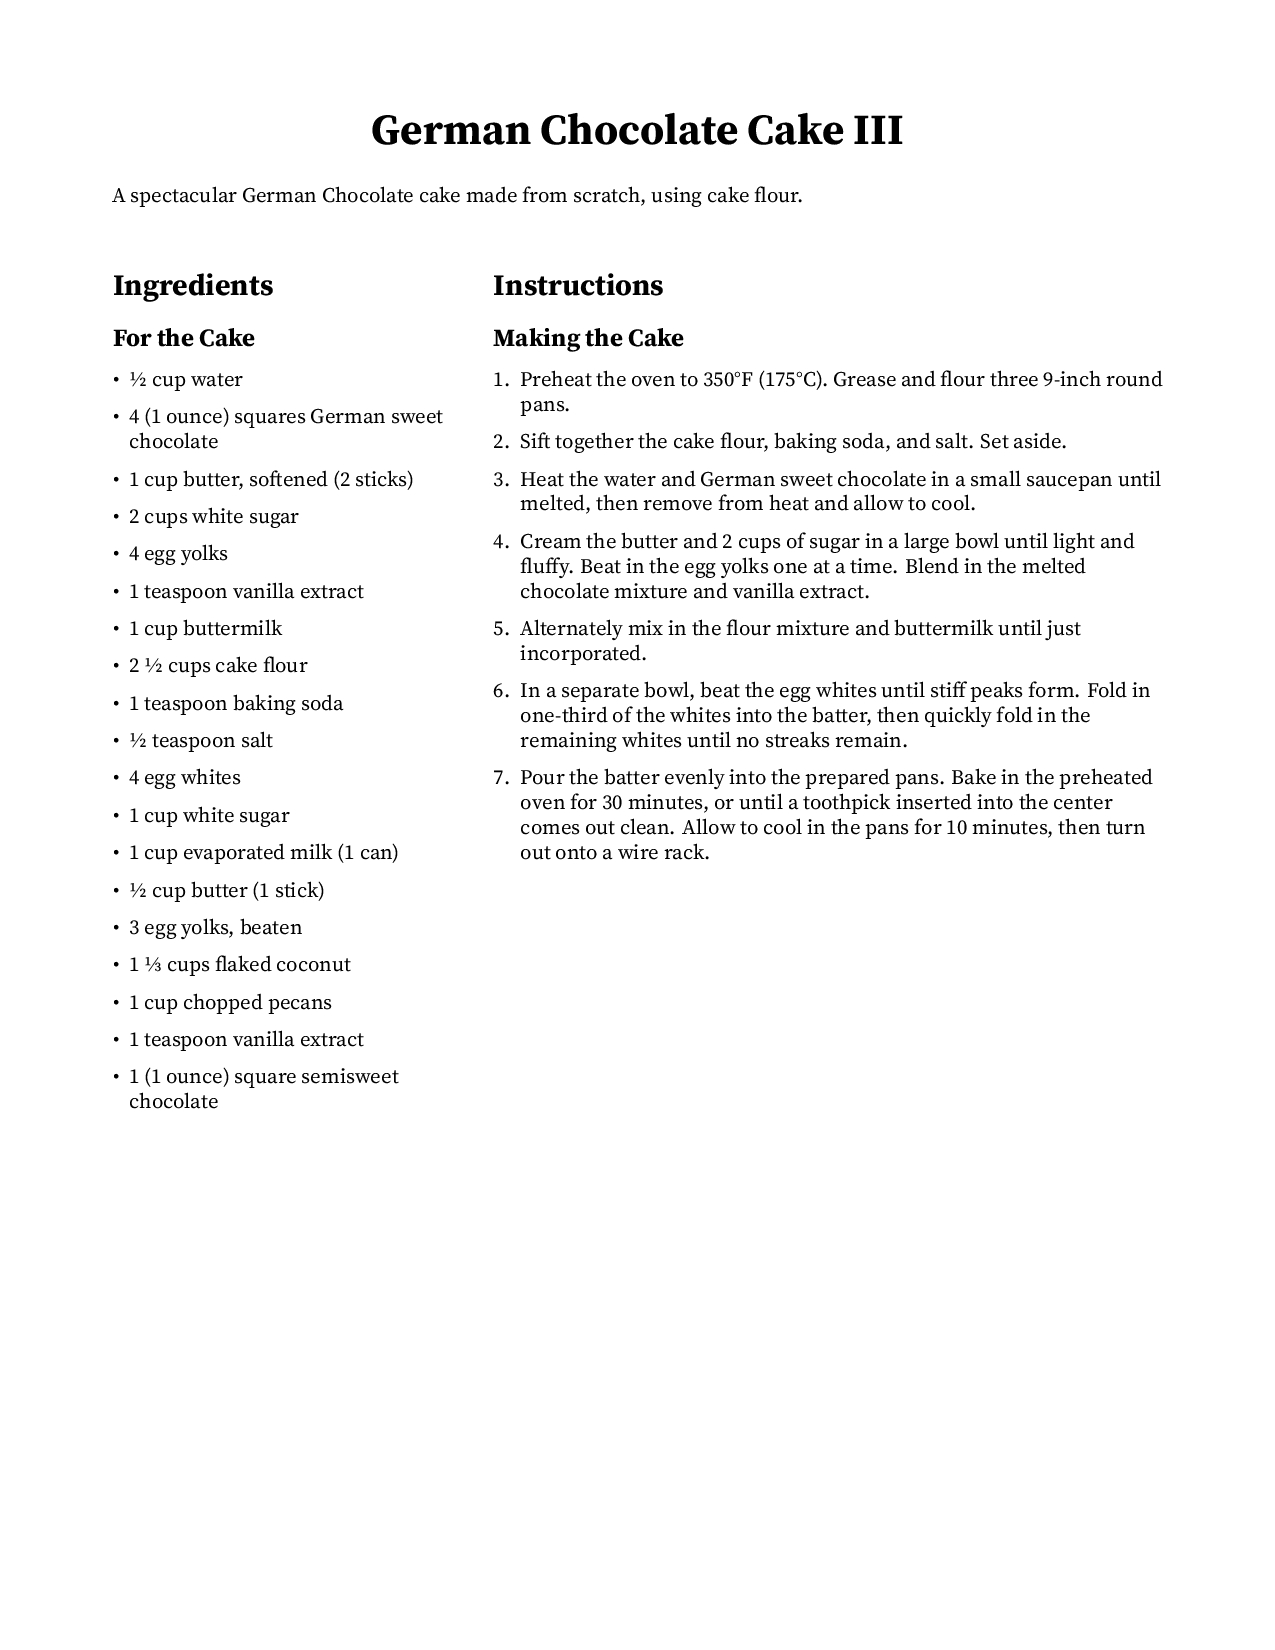 German Chocolate Cake III
A spectacular German Chocolate cake made from scratch, using cake flour.
Ingredients
For the Cake
• ½ cup water
• 4 (1 ounce) squares German sweet
chocolate
• 1 cup butter, softened (2 sticks)
• 2 cups white sugar
• 4 egg yolks
• 1 teaspoon vanilla extract
• 1 cup buttermilk
• 2 ½ cups cake flour
• 1 teaspoon baking soda
• ½ teaspoon salt
• 4 egg whites
• 1 cup white sugar
• 1 cup evaporated milk (1 can)
• ½ cup butter (1 stick)
• 3 egg yolks, beaten
• 1 ⅓ cups flaked coconut
• 1 cup chopped pecans
• 1 teaspoon vanilla extract
• 1 (1 ounce) square semisweet
chocolate
Instructions
Making the Cake
1. Preheat the oven to 350°F (175°C). Grease and flour three 9-inch round
pans.
2. Sift together the cake flour, baking soda, and salt. Set aside.
3. Heat the water and German sweet chocolate in a small saucepan until
melted, then remove from heat and allow to cool.
4. Cream the butter and 2 cups of sugar in a large bowl until light and
fluffy. Beat in the egg yolks one at a time. Blend in the melted
chocolate mixture and vanilla extract.
5. Alternately mix in the flour mixture and buttermilk until just
incorporated.
6. In a separate bowl, beat the egg whites until stiff peaks form. Fold in
one-third of the whites into the batter, then quickly fold in the
remaining whites until no streaks remain.
7. Pour the batter evenly into the prepared pans. Bake in the preheated
oven for 30 minutes, or until a toothpick inserted into the center
comes out clean. Allow to cool in the pans for 10 minutes, then turn
out onto a wire rack.